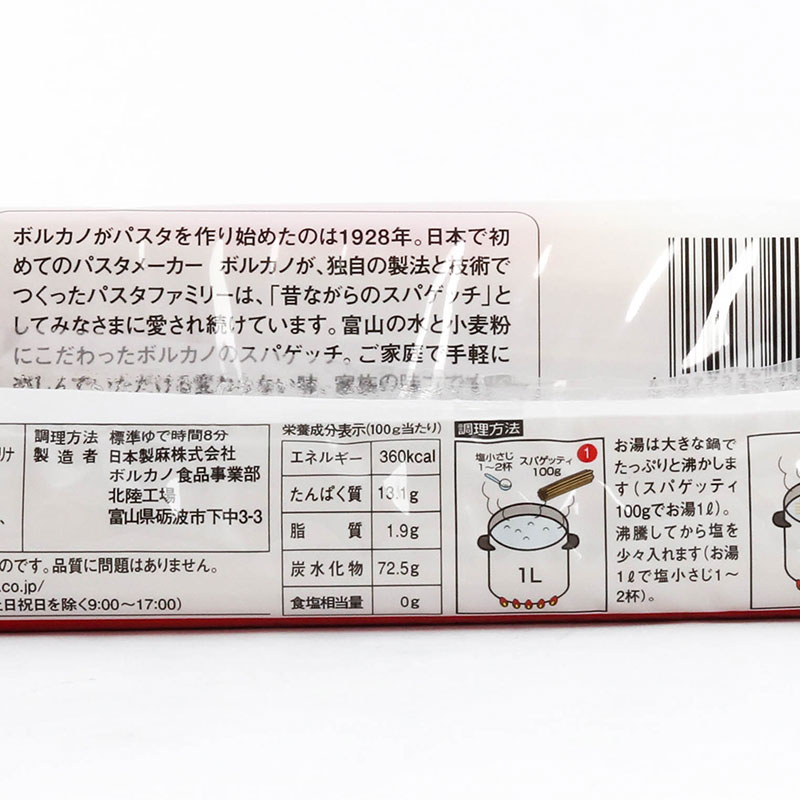 ボルカノがパスタを作り始めたのは1928年。日本で初
めてのパスタメーカー ボルカノが、独自の製法と技術で
つくったパスタファミリーは、「昔ながらのスパゲッチ」と
してみなさまに愛され続けています。富山の水と小麦粉
にこだわったボルカノのスパゲッチ。ご家庭で手軽に
リナ
調理方法 標準ゆで時間8分
製造者 日本製麻株式会社
ボルカノ食品事業部
北陸工場
富山県砺波市下中3-3
のです。品質に問題はありません。
.co.jp/
土日祝日を除く9:00〜17:00)
栄養成分表示(100g当たり)
エネルギー 360kcal
たんぱく質 13.1g
脂質 1.9g
炭水化物 72.5g
食塩相当量 0g
調理方法
塩小さじ
1〜2杯
スパゲッティ
100g
1
1L
お湯は大きな鍋で
たっぷりと沸かしま
す(スパゲッティ
100gでお湯1ℓ)。
沸騰してから塩を
少々入れます(お湯
1ℓで塩小さじ1〜
2杯)。